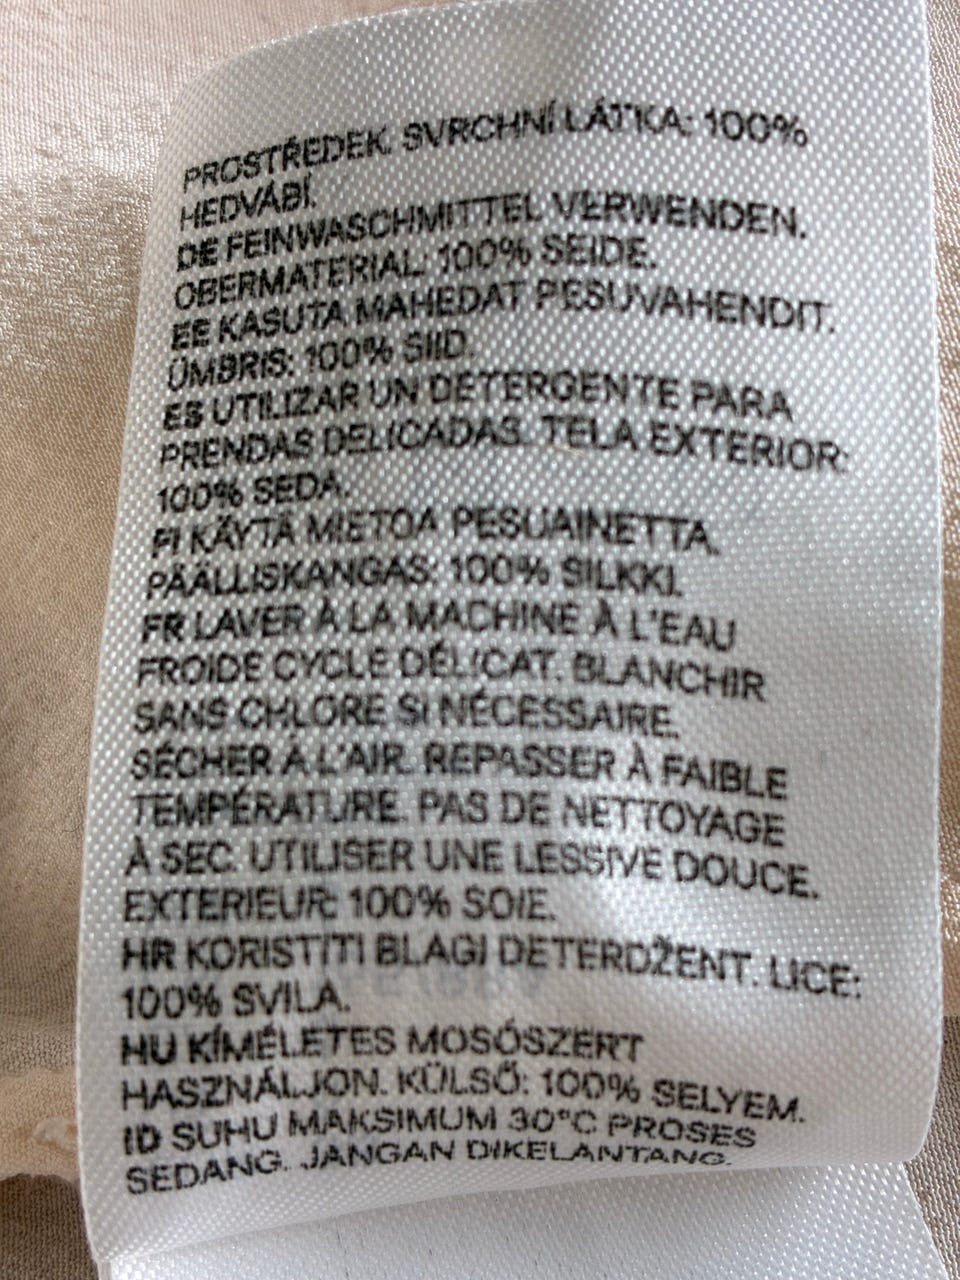 PROSTŘEDEK. SVRCHNÍ LÁTKA: 100%
HEDVÁBÍ.
DE FEINWASCHMITTEL VERWENDEN.
OBERMATERIAL: 100% SEIDE.
EE KASUTA MAHEDAT PESUVAHENDIT.
ÜMBRIS: 100% SIID.
ES UTILIZAR UN DETERGENTE PARA
PRENDAS DELICADAS. TELA EXTERIOR:
100% SEDA.
FI KÄYTÄ MIETOA PESUAINETTA.
PÄÄLLISKANGAS: 100% SILKKI.
FR LAVER À LA MACHINE À L'EAU
FROIDE CYCLE DÉLICAT. BLANCHIR
SANS CHLORE SI NÉCESSAIRE.
SÉCHER À L'AIR. REPASSER À FAIBLE
TEMPÉRATURE. PAS DE NETTOYAGE
À SEC. UTILISER UNE LESSIVE DOUCE.
EXTERIEUR: 100% SOIE.
HR KORISTITI BLAGI DETERDŽENT. LICE:
100% SVILA.
HU KÍMÉLETES MOSÓSZERT
HASZNÁLJON. KÜLSŐ: 100% SELYEM.
ID SUHU MAKSIMUM 30°C PROSES
SEDANG. JANGAN DIKELANTANG.